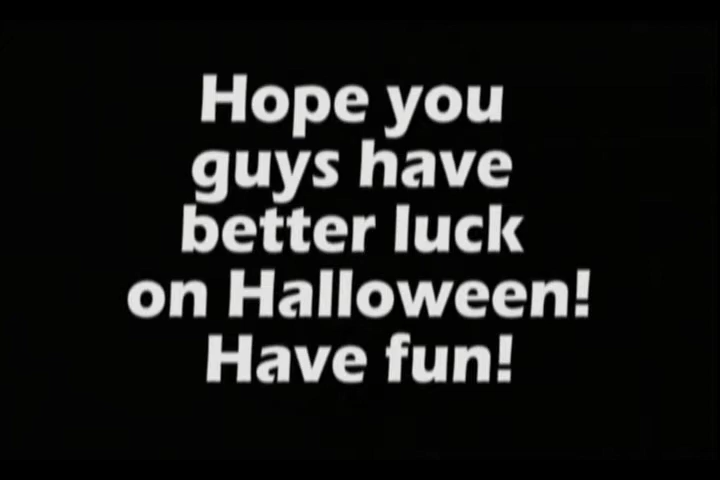 Hope you
guys have
better luck
on Halloween!
Have fun!